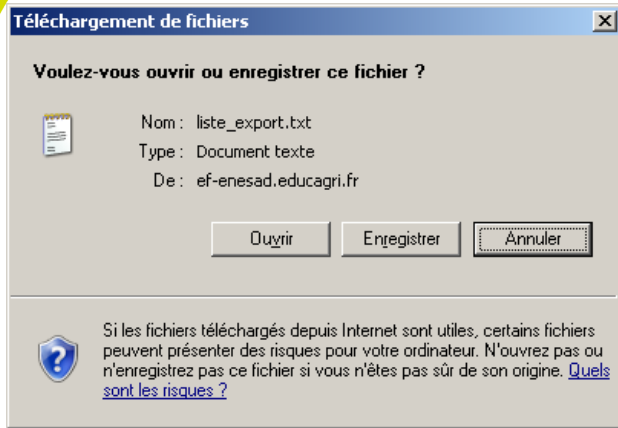 Téléchargement de fichiers
Voulez-vous ouvrir ou enregistrer ce fichier ?
Nom : liste_export.txt
Type : Document texte
De : ef-enesad.educagri.fr
Ouvrir Enregistrer Annuler
Si les fichiers téléchargés depuis Internet sont utiles, certains fichiers
peuvent présenter des risques pour votre ordinateur. N'ouvrez pas ou
n'enregistrez pas ce fichier si vous n'êtes pas sûr de son origine. Quels
sont les risques ?